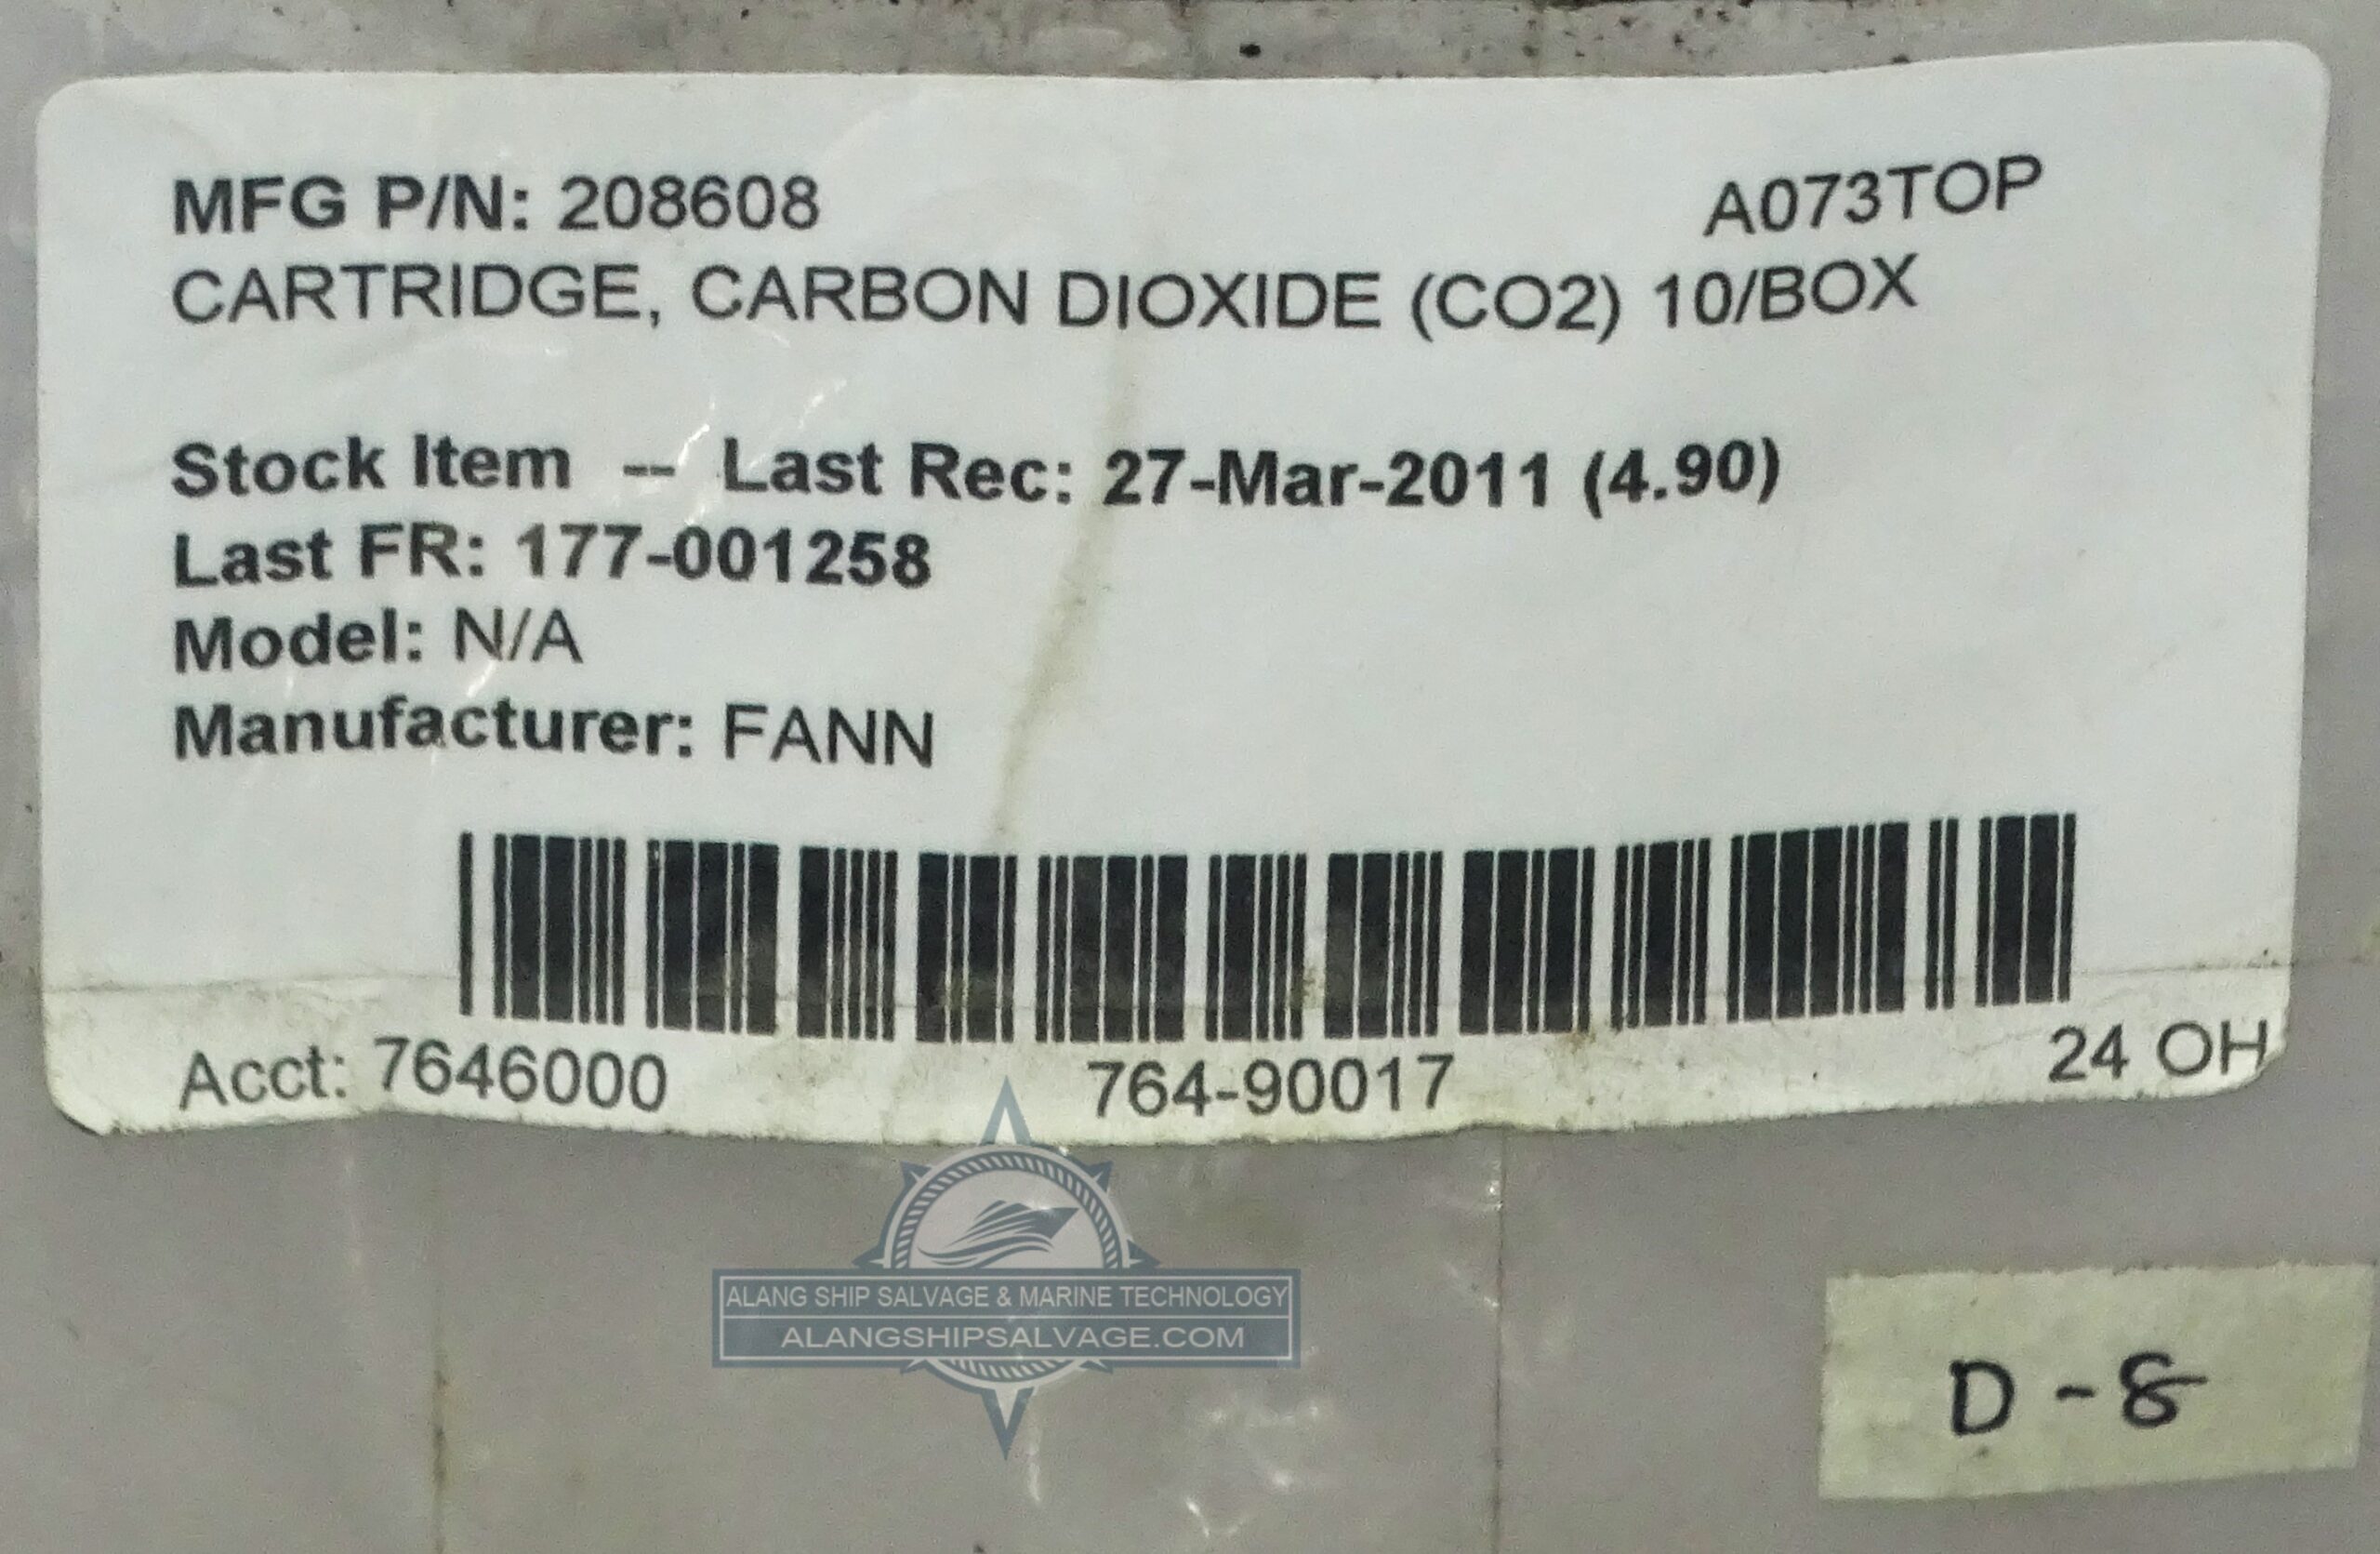 MFG P/N: 208608 A073TOP
CARTRIDGE, CARBON DIOXIDE (CO2) 10/BOX
Stock Item -- Last Rec: 27-Mar-2011 (4.90)
Last FR: 177-001258
Model: N/A
Manufacturer: FANN
Acct: 7646000 764-90017 24 OH
ALANG SHIP SALVAGE & MARINE TECHNOLOGY
ALANGSHIPSALVAGE.COM
D-8